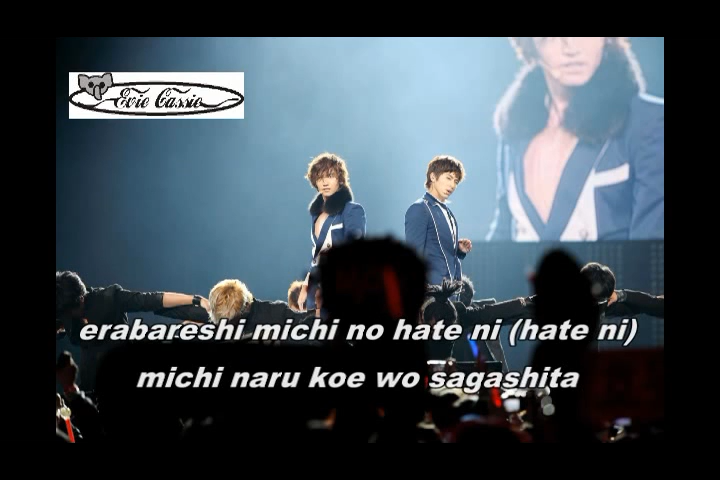 Evie Cassie
erabareshi michi no hate ni (hate ni)
michi naru koe wo sagashita